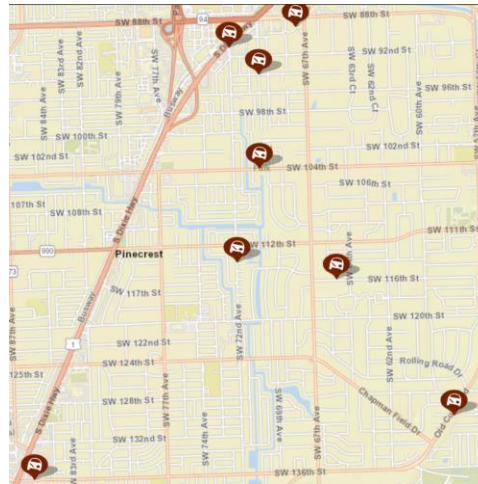 SW 88th St
94
SW 88th St
S Dixie Hwy
SW 83rd Ave
SW 82nd Ave
SW 79th Ave
SW 77th Ave
SW 67th Ave
SW 92nd St
SW 63rd Ct
SW 62nd Ct
SW 96th St
SW 60th Ave
SW 84th Ave
Busway
SW 98th St
SW 100th St
SW 102nd St
SW 102nd St
SW 57th Ave
SW 104th St
SW 106th St
107th St
SW 108th St
S Dixie Hwy
SW 112th St
SW 111th St
990
Pinecrest
SW 116th St
SW 117th St
Busway
SW 87th Ave
SW 72nd Ave
SW 120th St
1
SW 122nd St
SW 124th St
125th St
SW 62nd Ave
Rolling Road Dr
SW 128th St
SW 77th Ave
SW 74th Ave
SW 69th Ave
SW 67th Ave
Chapman Field Dr
S Dixie Hwy
SW 83rd Ave
SW 132nd St
SW 136th St